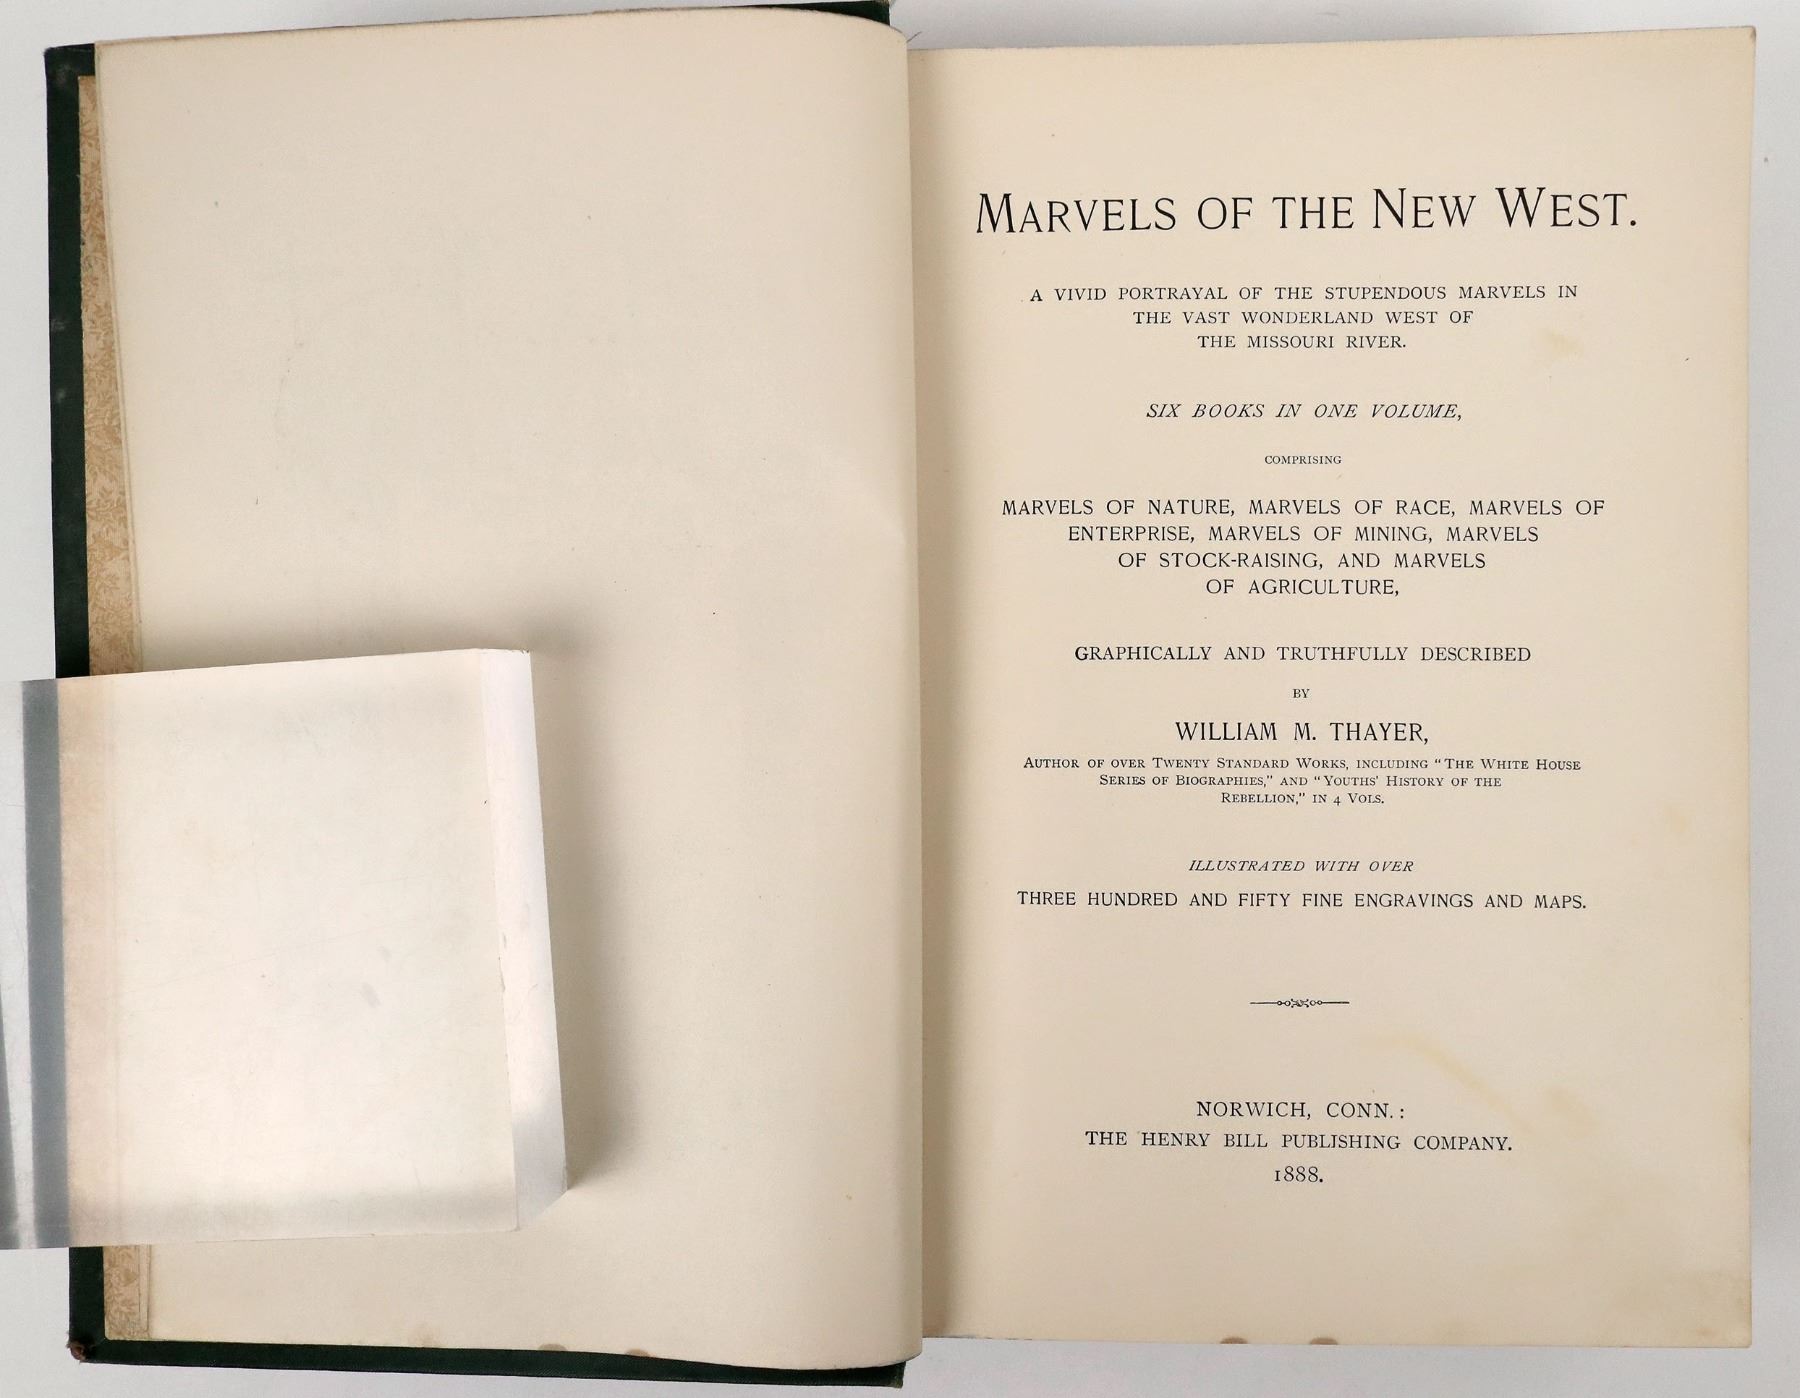 MARVELS OF THE NEW WEST.
A VIVID PORTRAYAL OF THE STUPENDOUS MARVELS IN
THE VAST WONDERLAND WEST OF
THE MISSOURI RIVER.
SIX BOOKS IN ONE VOLUME,
COMPRISING
MARVELS OF NATURE, MARVELS OF RACE, MARVELS OF
ENTERPRISE, MARVELS OF MINING, MARVELS
OF STOCK-RAISING, AND MARVELS
OF AGRICULTURE,
GRAPHICALLY AND TRUTHFULLY DESCRIBED
BY
WILLIAM M. THAYER,
AUTHOR OF OVER TWENTY STANDARD WORKS, INCLUDING “THE WHITE HOUSE
SERIES OF BIOGRAPHIES,” AND “YOUTHS’ HISTORY OF THE
REBELLION,” IN 4 VOLS.
ILLUSTRATED WITH OVER
THREE HUNDRED AND FIFTY FINE ENGRAVINGS AND MAPS.
NORWICH, CONN.:
THE HENRY BILL PUBLISHING COMPANY.
1888.